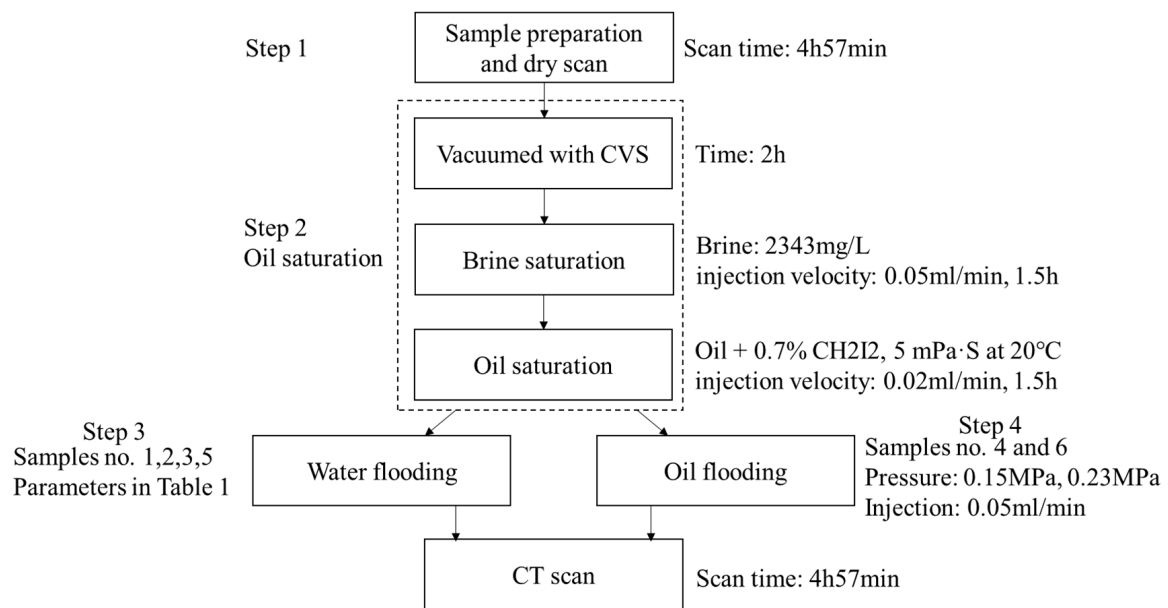 Step 1
Sample preparation
and dry scan
Scan time: 4h57min
Vacuumed with CVS
Time: 2h
Step 2
Oil saturation
Brine saturation
Brine: 2343mg/L
injection velocity: 0.05ml/min, 1.5h
Oil saturation
Oil + 0.7% CH2I2, 5 mPa·S at 20℃
injection velocity: 0.02ml/min, 1.5h
Step 3
Samples no. 1,2,3,5
Parameters in Table 1
Water flooding
Oil flooding
Step 4
Samples no. 4 and 6
Pressure: 0.15MPa, 0.23MPa
Injection: 0.05ml/min
CT scan
Scan time: 4h57min